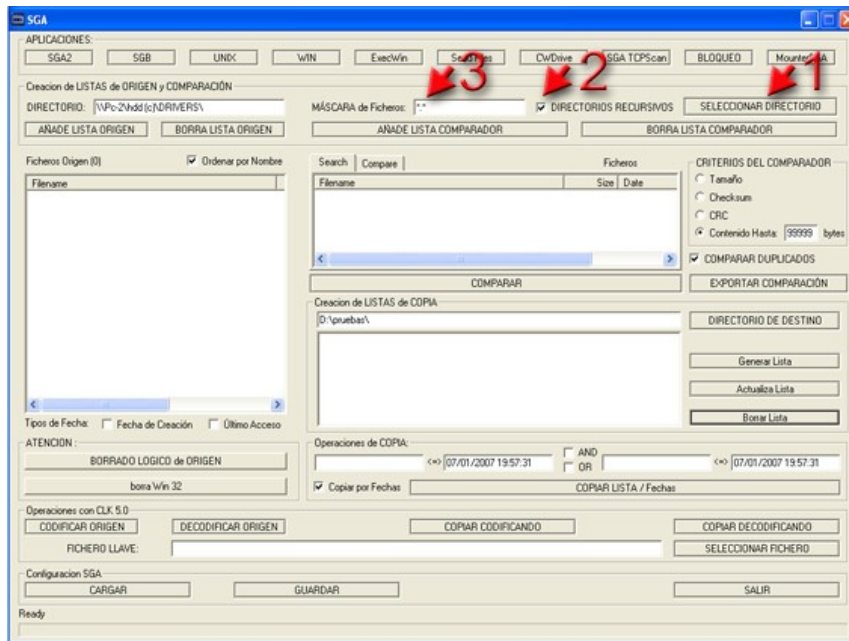 SGA
APLICACIONES:
SGA2 SGB UNIX WIN ExecWin CWDrive SGA TCPScan BLOQUEO
3 2 1
Creacion de LISTAS de ORIGEN y COMPARACIÓN
DIRECTORIO: \\Pc-2\hdd (c)\DRIVERS\ MÁSCARA de Ficheros: *.* DIRECTORIOS RECURSIVOS SELECCIONAR DIRECTORIO
AÑADE LISTA ORIGEN BORRA LISTA ORIGEN AÑADE LISTA COMPARADOR BORRA LISTA COMPARADOR
Ficheros Origen (0) Ordenar por Nombre
Filename
Search Compare Ficheros
Filename Size Date
CRITERIOS DEL COMPARADOR
Tamaño
Checksum
CRC
Contenido Hasta: 99999 bytes
COMPARAR DUPLICADOS
COMPARAR EXPORTAR COMPARACIÓN
Creacion de LISTAS de COPIA
D:\pruebas\ DIRECTORIO DE DESTINO
Generar Lista
Actualiza Lista
Borrar Lista
Tipos de Fecha: Fecha de Creación Último Acceso
ATENCION :
BORRADO LOGICO de ORIGEN
borra Win 32
Operaciones de COPIA:
<=> 07/01/2007 19:57:31 AND OR <=> 07/01/2007 19:57:31
Copiar por Fechas COPIAR LISTA / Fechas
Operaciones con CLK 5.0
CODIFICAR ORIGEN DECODIFICAR ORIGEN COPIAR CODIFICANDO COPIAR DECODIFICANDO
FICHERO LLAVE: SELECCIONAR FICHERO
Configuracion SGA
CARGAR GUARDAR SALIR
Ready